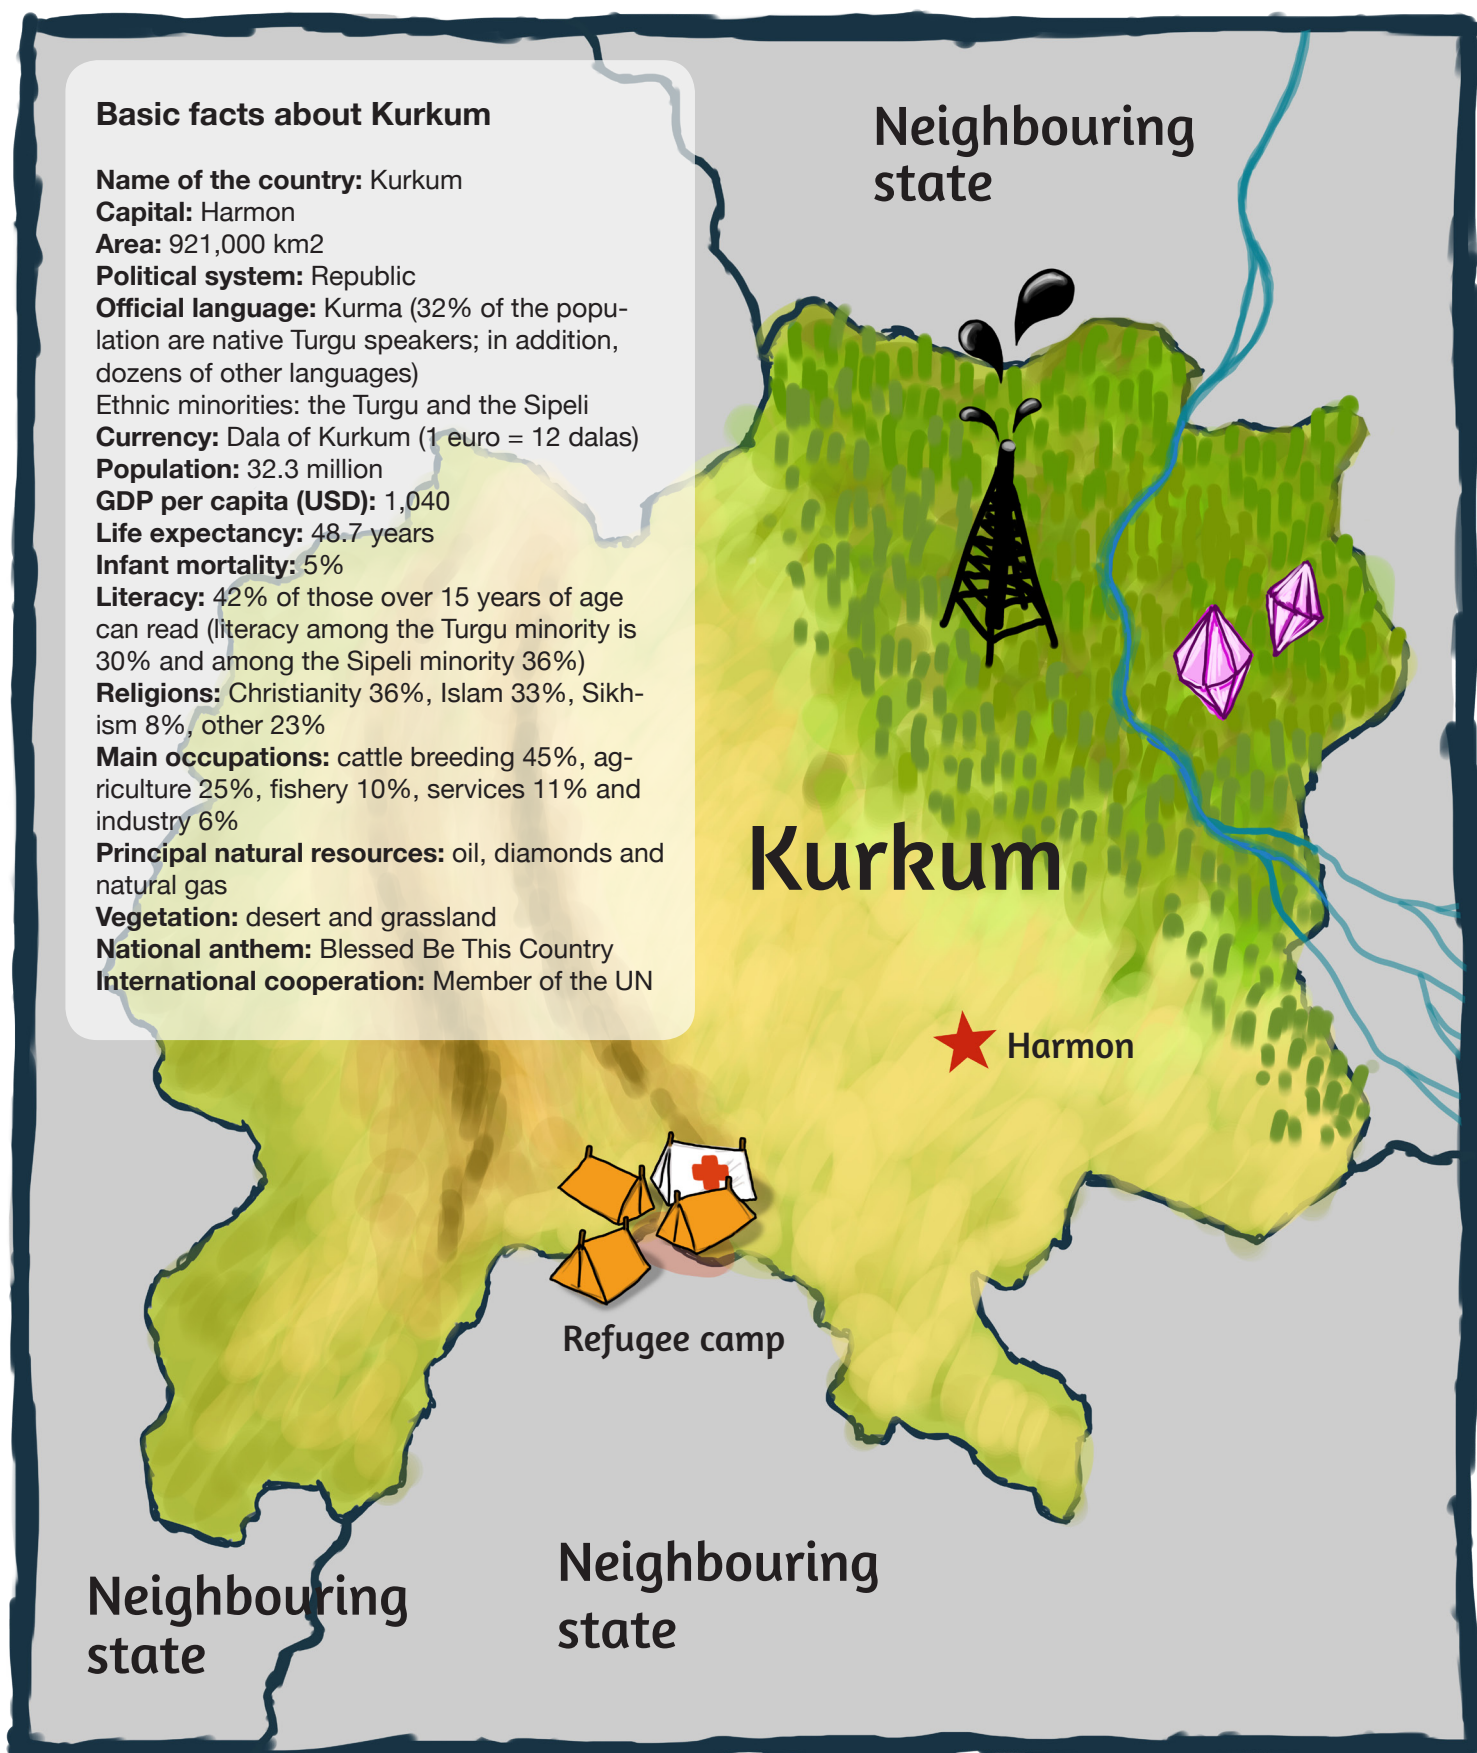 Basic facts about Kurkum
Name of the country: Kurkum
Capital: Harmon
Area: 921,000 km2
Political system: Republic
Official language: Kurma (32% of the popu-
lation are native Turgu speakers; in addition,
dozens of other languages)
Ethnic minorities: the Turgu and the Sipeli
Currency: Dala of Kurkum (1 euro = 12 dalas)
Population: 32.3 million
GDP per capita (USD): 1,040
Life expectancy: 48.7 years
Infant mortality: 5%
Literacy: 42% of those over 15 years of age
can read (literacy among the Turgu minority is
30% and among the Sipeli minority 36%)
Religions: Christianity 36%, Islam 33%, Sikh-
ism 8%, other 23%
Main occupations: cattle breeding 45%, ag-
riculture 25%, fishery 10%, services 11% and
industry 6%
Principal natural resources: oil, diamonds and
natural gas
Vegetation: desert and grassland
National anthem: Blessed Be This Country
International cooperation: Member of the UN
Neighbouring
state
Kurkum
Harmon
Refugee camp
Neighbouring
state
Neighbouring
state